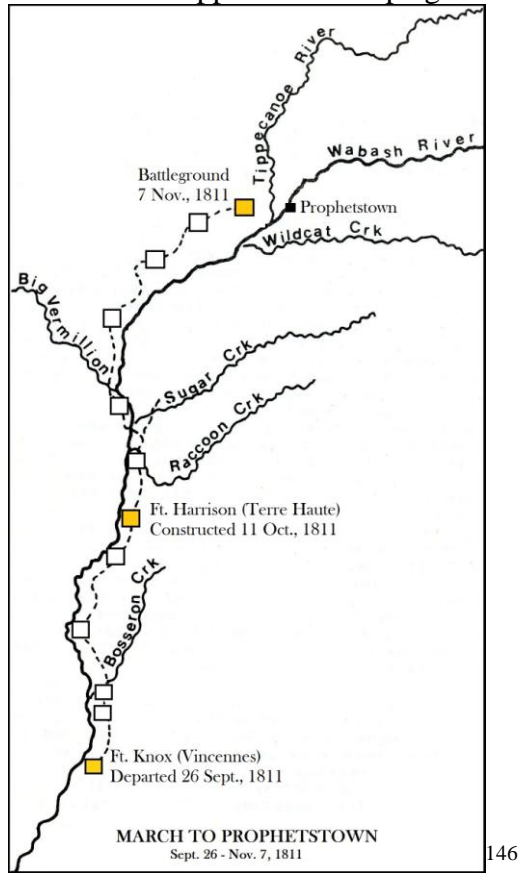 Tippecanoe River
Wabash River
Battleground
7 Nov., 1811
Prophetstown
Wildcat Crk
Big Vermillion
Sugar Crk
Raccoon Crk
Ft. Harrison (Terre Haute)
Constructed 11 Oct., 1811
Bosseron Crk
Ft. Knox (Vincennes)
Departed 26 Sept., 1811
MARCH TO PROPHETSTOWN
Sept. 26 - Nov. 7, 1811
146